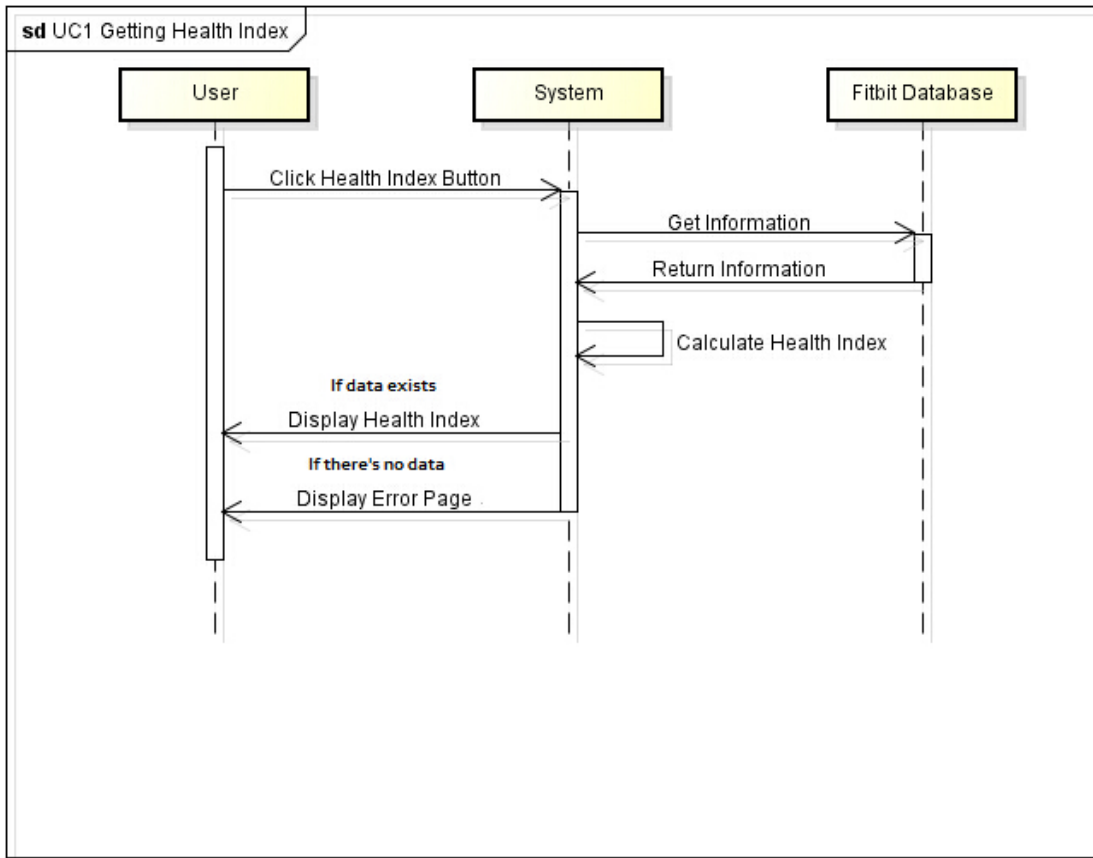 sd UC1 Getting Health Index
User
System
Fitbit Database
Click Health Index Button
Get Information
Return Information
Calculate Health Index
If data exists
Display Health Index
If there's no data
Display Error Page